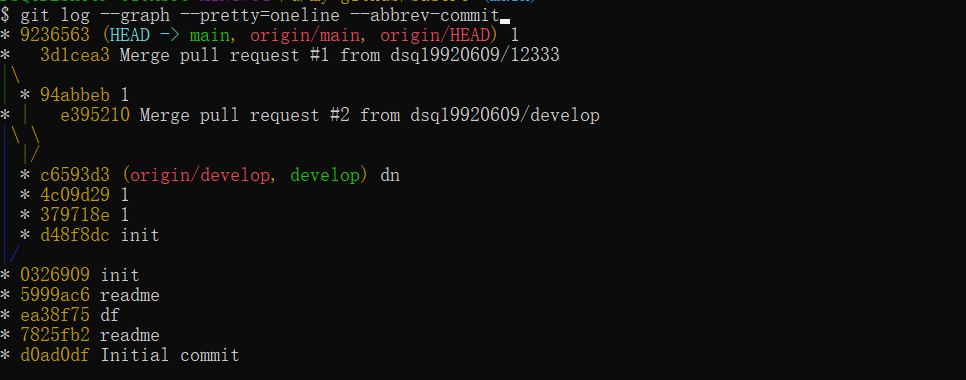 $ git log --graph --pretty=oneline --abbrev-commit
* 9236563 (HEAD -> main, origin/main, origin/HEAD) 1
*   3d1cea3 Merge pull request #1 from dsq19920609/12333
|\
| * 94abbeb 1
* |   e395210 Merge pull request #2 from dsq19920609/develop
|\ \
| |/
| * c6593d3 (origin/develop, develop) dn
| * 4c09d29 1
| * 379718e 1
| * d48f8dc init
|/
* 0326909 init
* 5999ac6 readme
* ea38f75 df
* 7825fb2 readme
* d0ad0df Initial commit